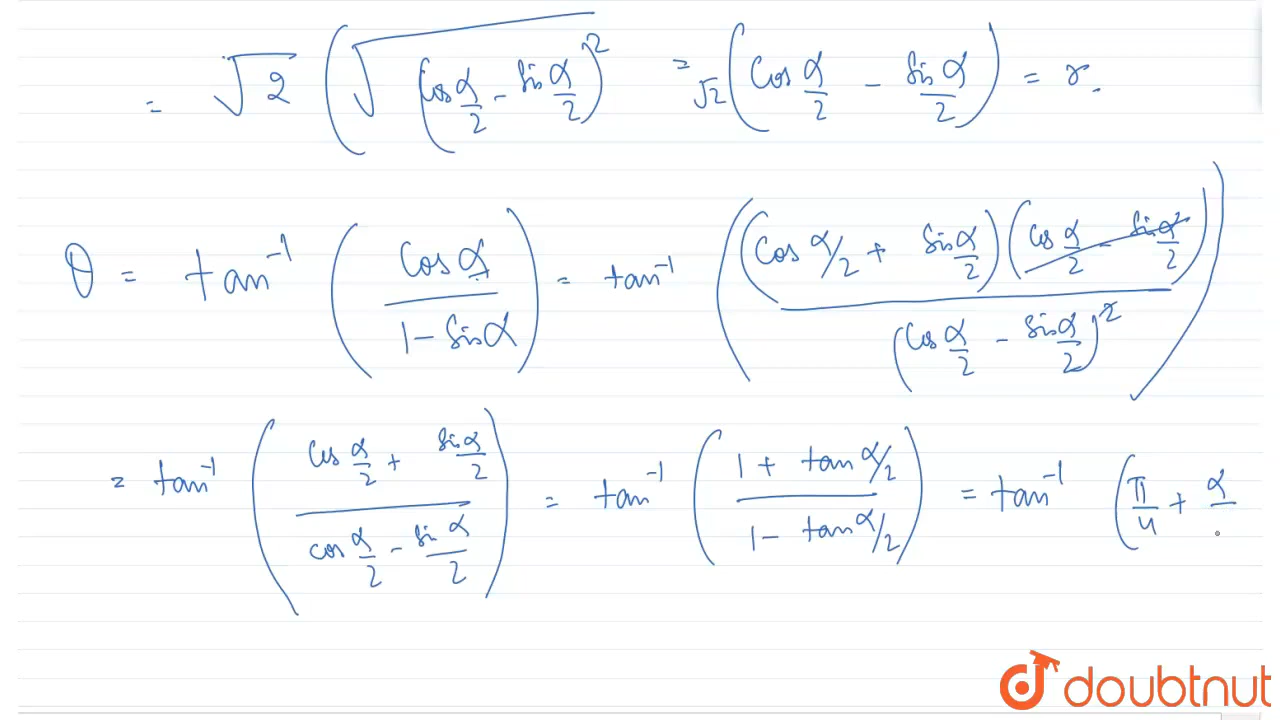 = √2 (√(Cos α/2 - Sin α/2)² = √2 (Cos α/2 - Sin α/2) = r.
θ = tan⁻¹ (Cos α / 1 - Sin α) = tan⁻¹ ((Cos α/2 + Sin α/2)(Cos α/2 - Sin α/2) / (Cos α/2 - Sin α/2)²)
= tan⁻¹ (Cos α/2 + Sin α/2 / Cos α/2 - Sin α/2) = tan⁻¹ (1 + tan α/2 / 1 - tan α/2) = tan⁻¹ (π/4 + α/
doubtnut